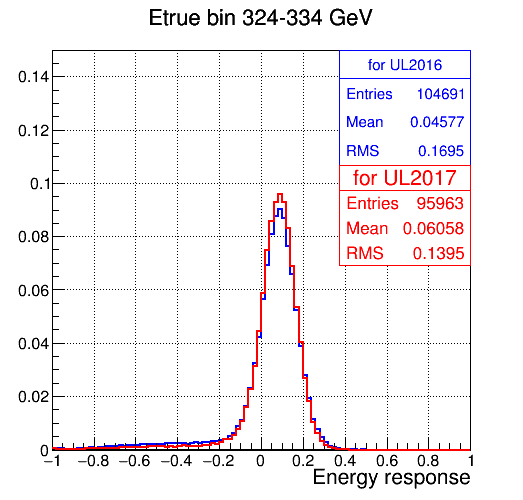 Etrue bin 324-334 GeV
for UL2016
Entries 104691
Mean 0.04577
RMS 0.1695
for UL2017
Entries 95963
Mean 0.06058
RMS 0.1395
0.14
0.12
0.1
0.08
0.06
0.04
0.02
0
−1 −0.8 −0.6 −0.4 −0.2 0 0.2 0.4 0.6 0.8 1
Energy response